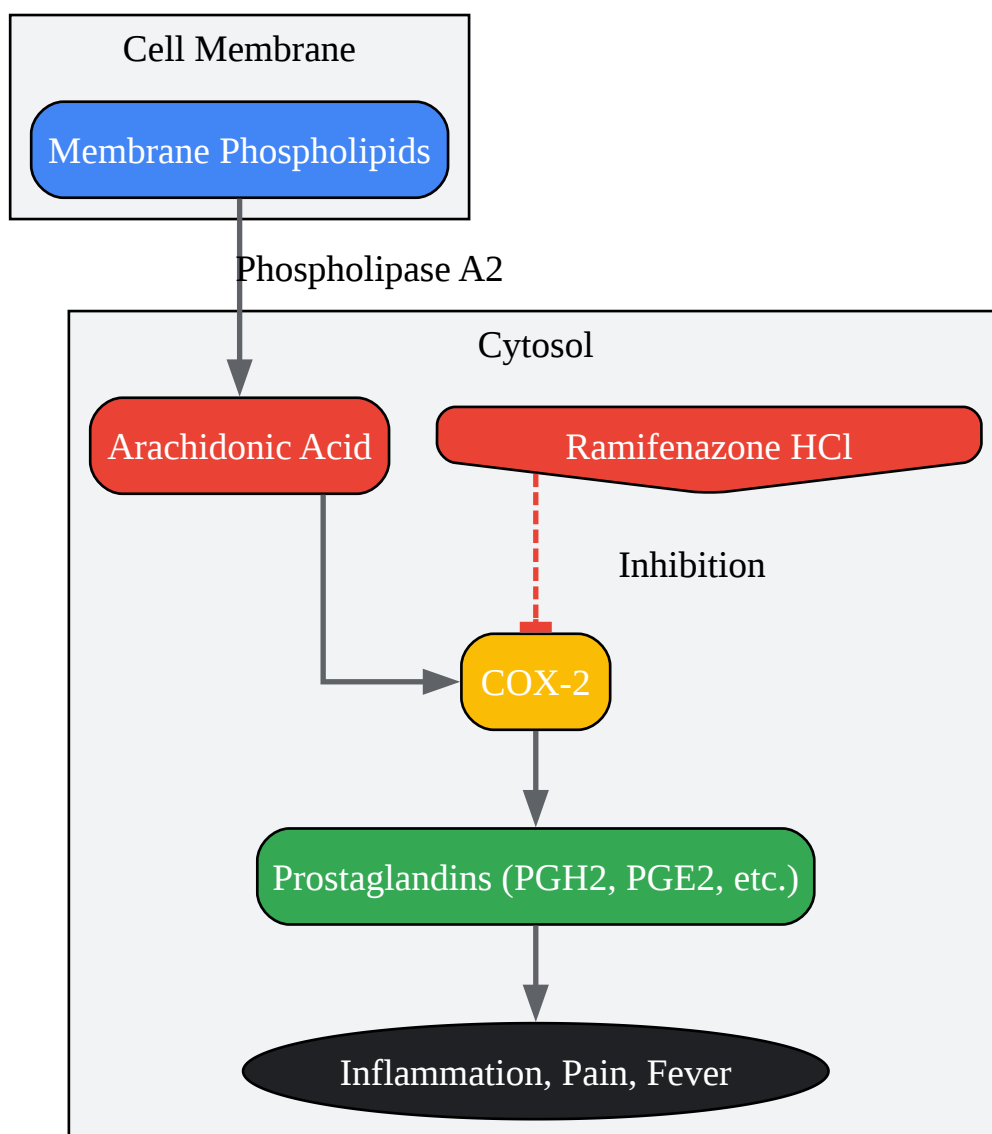 Cell Membrane
Membrane Phospholipids
Phospholipase A2
Cytosol
Arachidonic Acid
Ramifenazone HCl
Inhibition
COX-2
Prostaglandins (PGH2, PGE2, etc.)
Inflammation, Pain, Fever